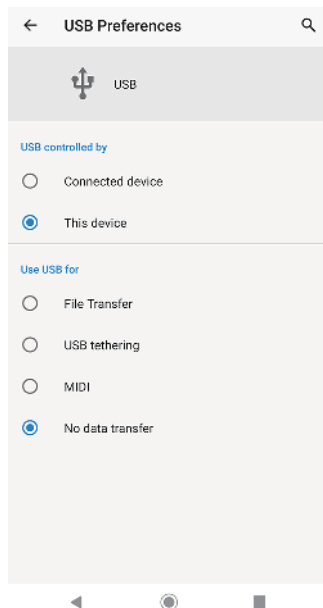 USB Preferences
USB
USB controlled by
Connected device
This device
Use USB for
File Transfer
USB tethering
MIDI
No data transfer